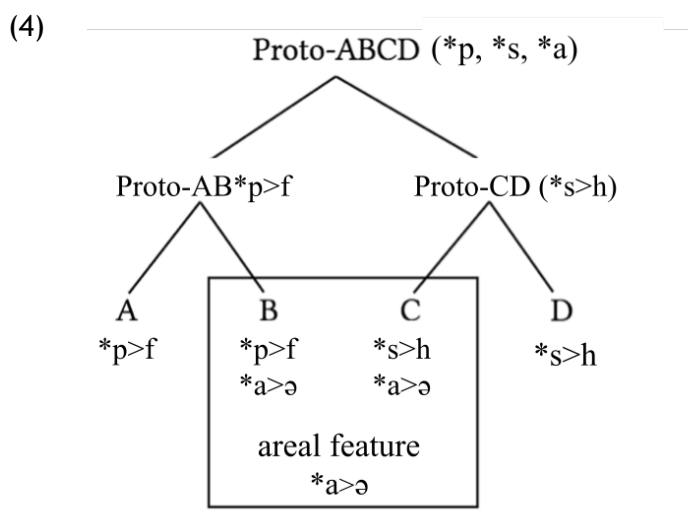 (4)
Proto-ABCD (*p, *s, *a)
Proto-AB*p>f Proto-CD (*s>h)
A B C D
*p>f *p>f *s>h *s>h
*a>ə *a>ə
areal feature
*a>ə